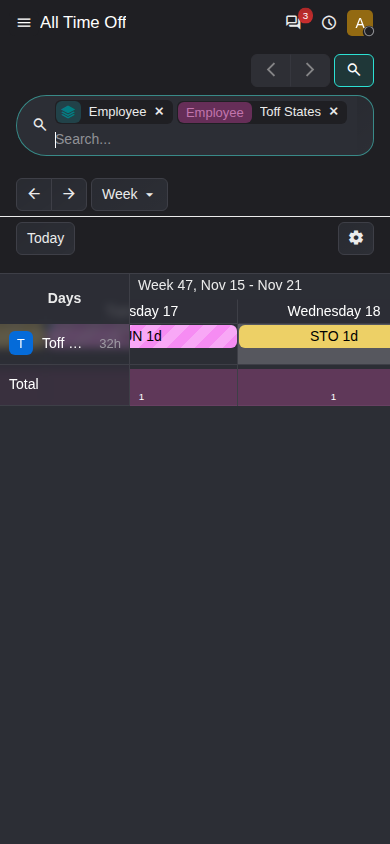 All Time Off
3
A
Employee ×
Employee Toff States ×
Search...
Week
Today
Days
Week 47, Nov 15 - Nov 21
sday 17
Wednesday 18
T Toff ... 32h
N 1d
STO 1d
Total
1
1